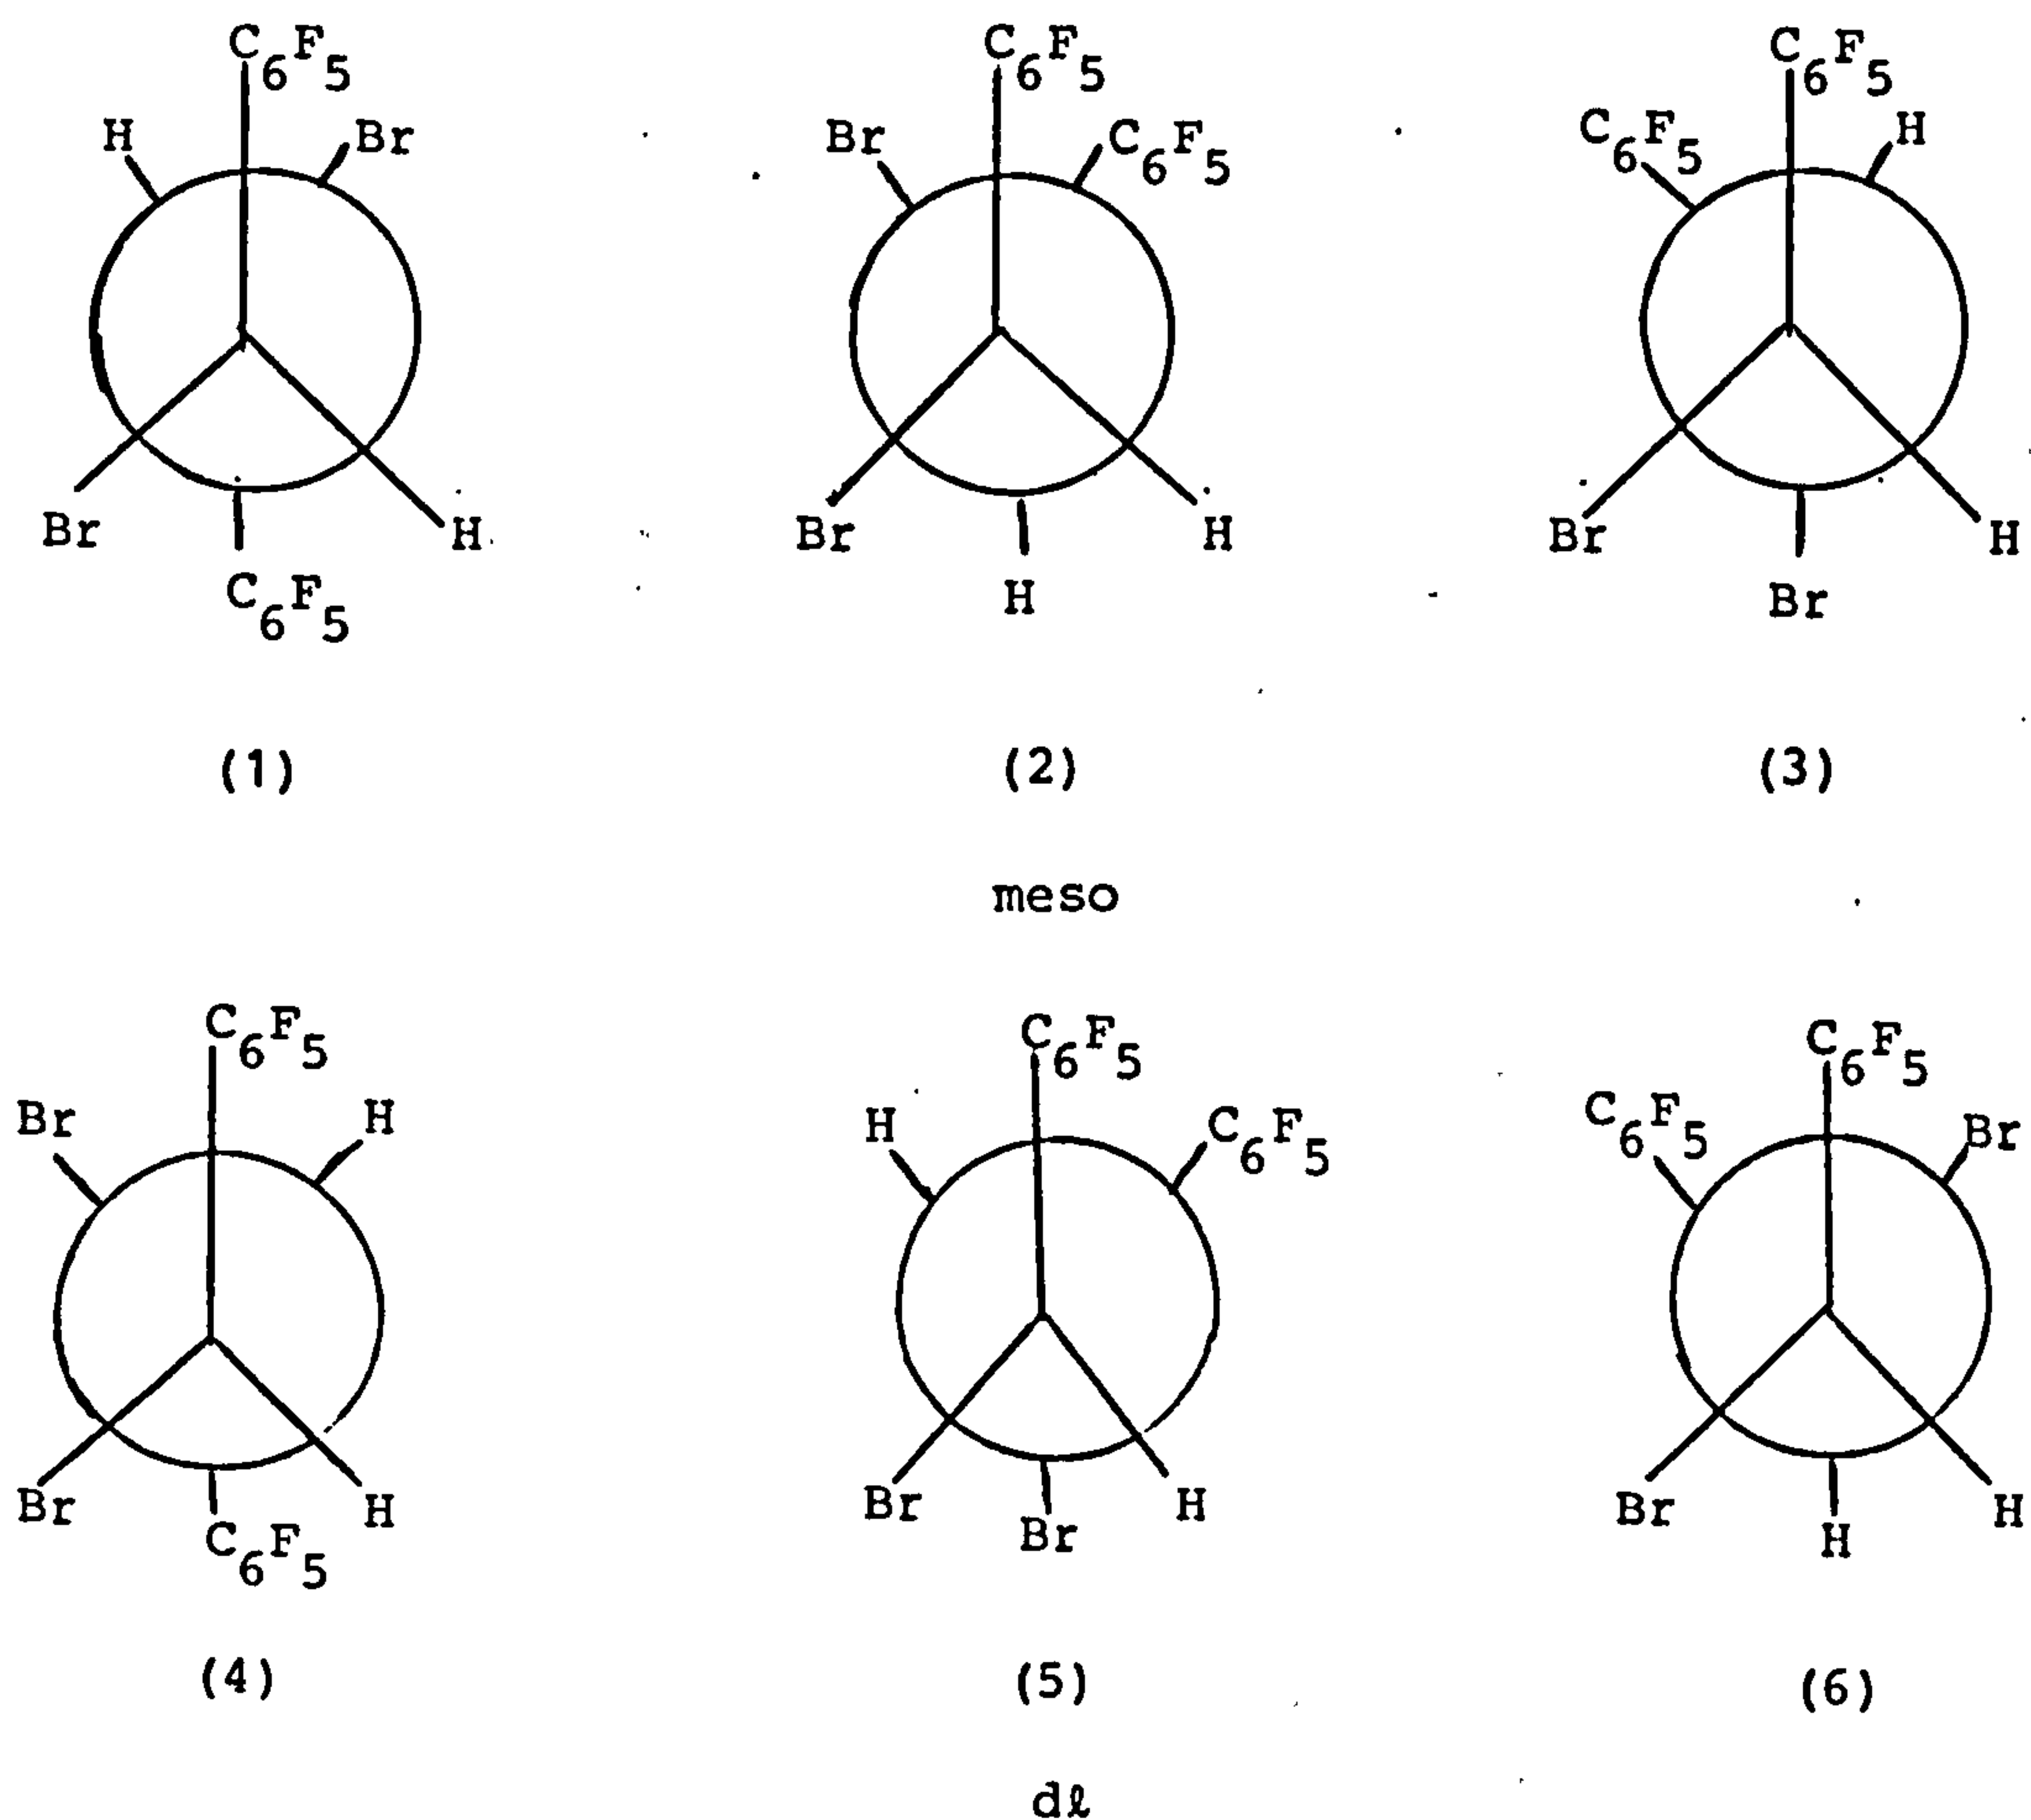 C6F5 C6F5 C6F5
H Br Br C6F5 C6F5 H
Br H Br H Br H
C6F5 H Br
(1) (2) (3)
meso
C6F5 C6F5 C6F5
Br H H C6F5 C6F5 Br
Br H Br H Br H
C6F5 Br H
(4) (5) (6)
dℓ